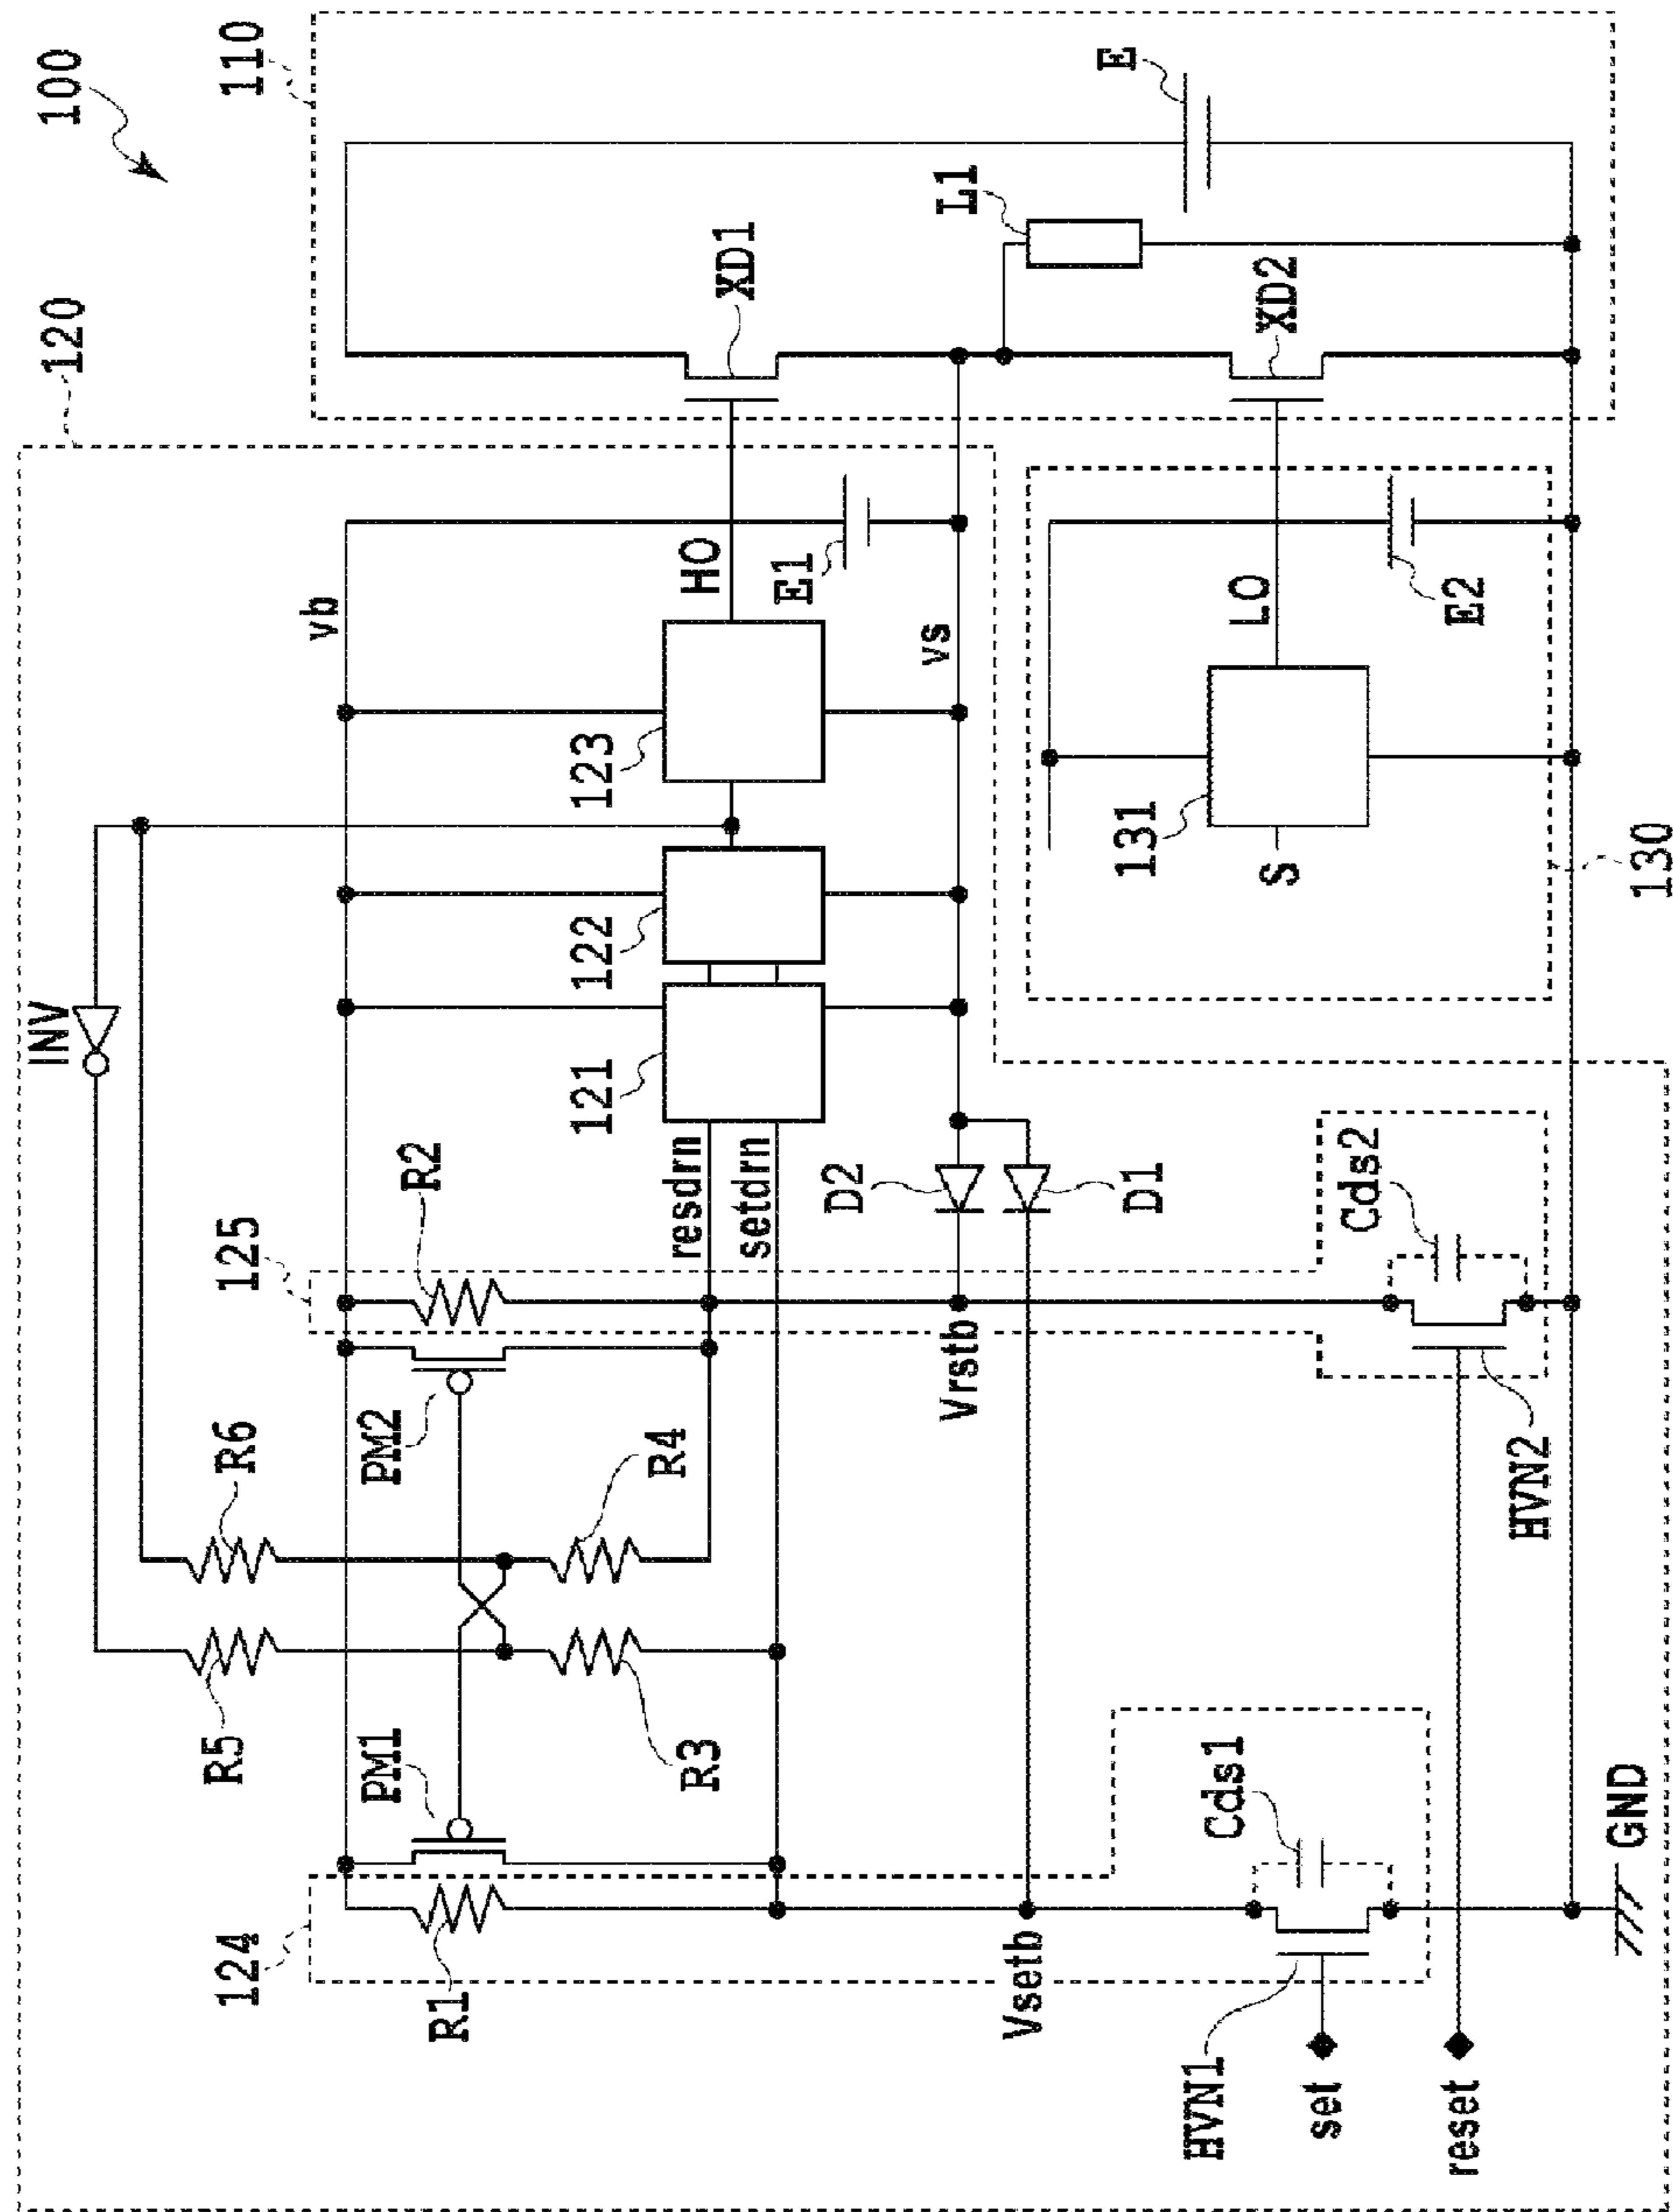 100
110
120
E
L1
XD1
XD2
vb
HO
E1
vs
LO
E2
123
131
S
130
122
INV
121
resdrn
setdrn
R2
125
D2
D1
Cds2
Vrstb
PM2
R6
R4
HVN2
R5
PM1
R3
Cds1
GND
124
R1
Vsetb
HVN1
set
reset